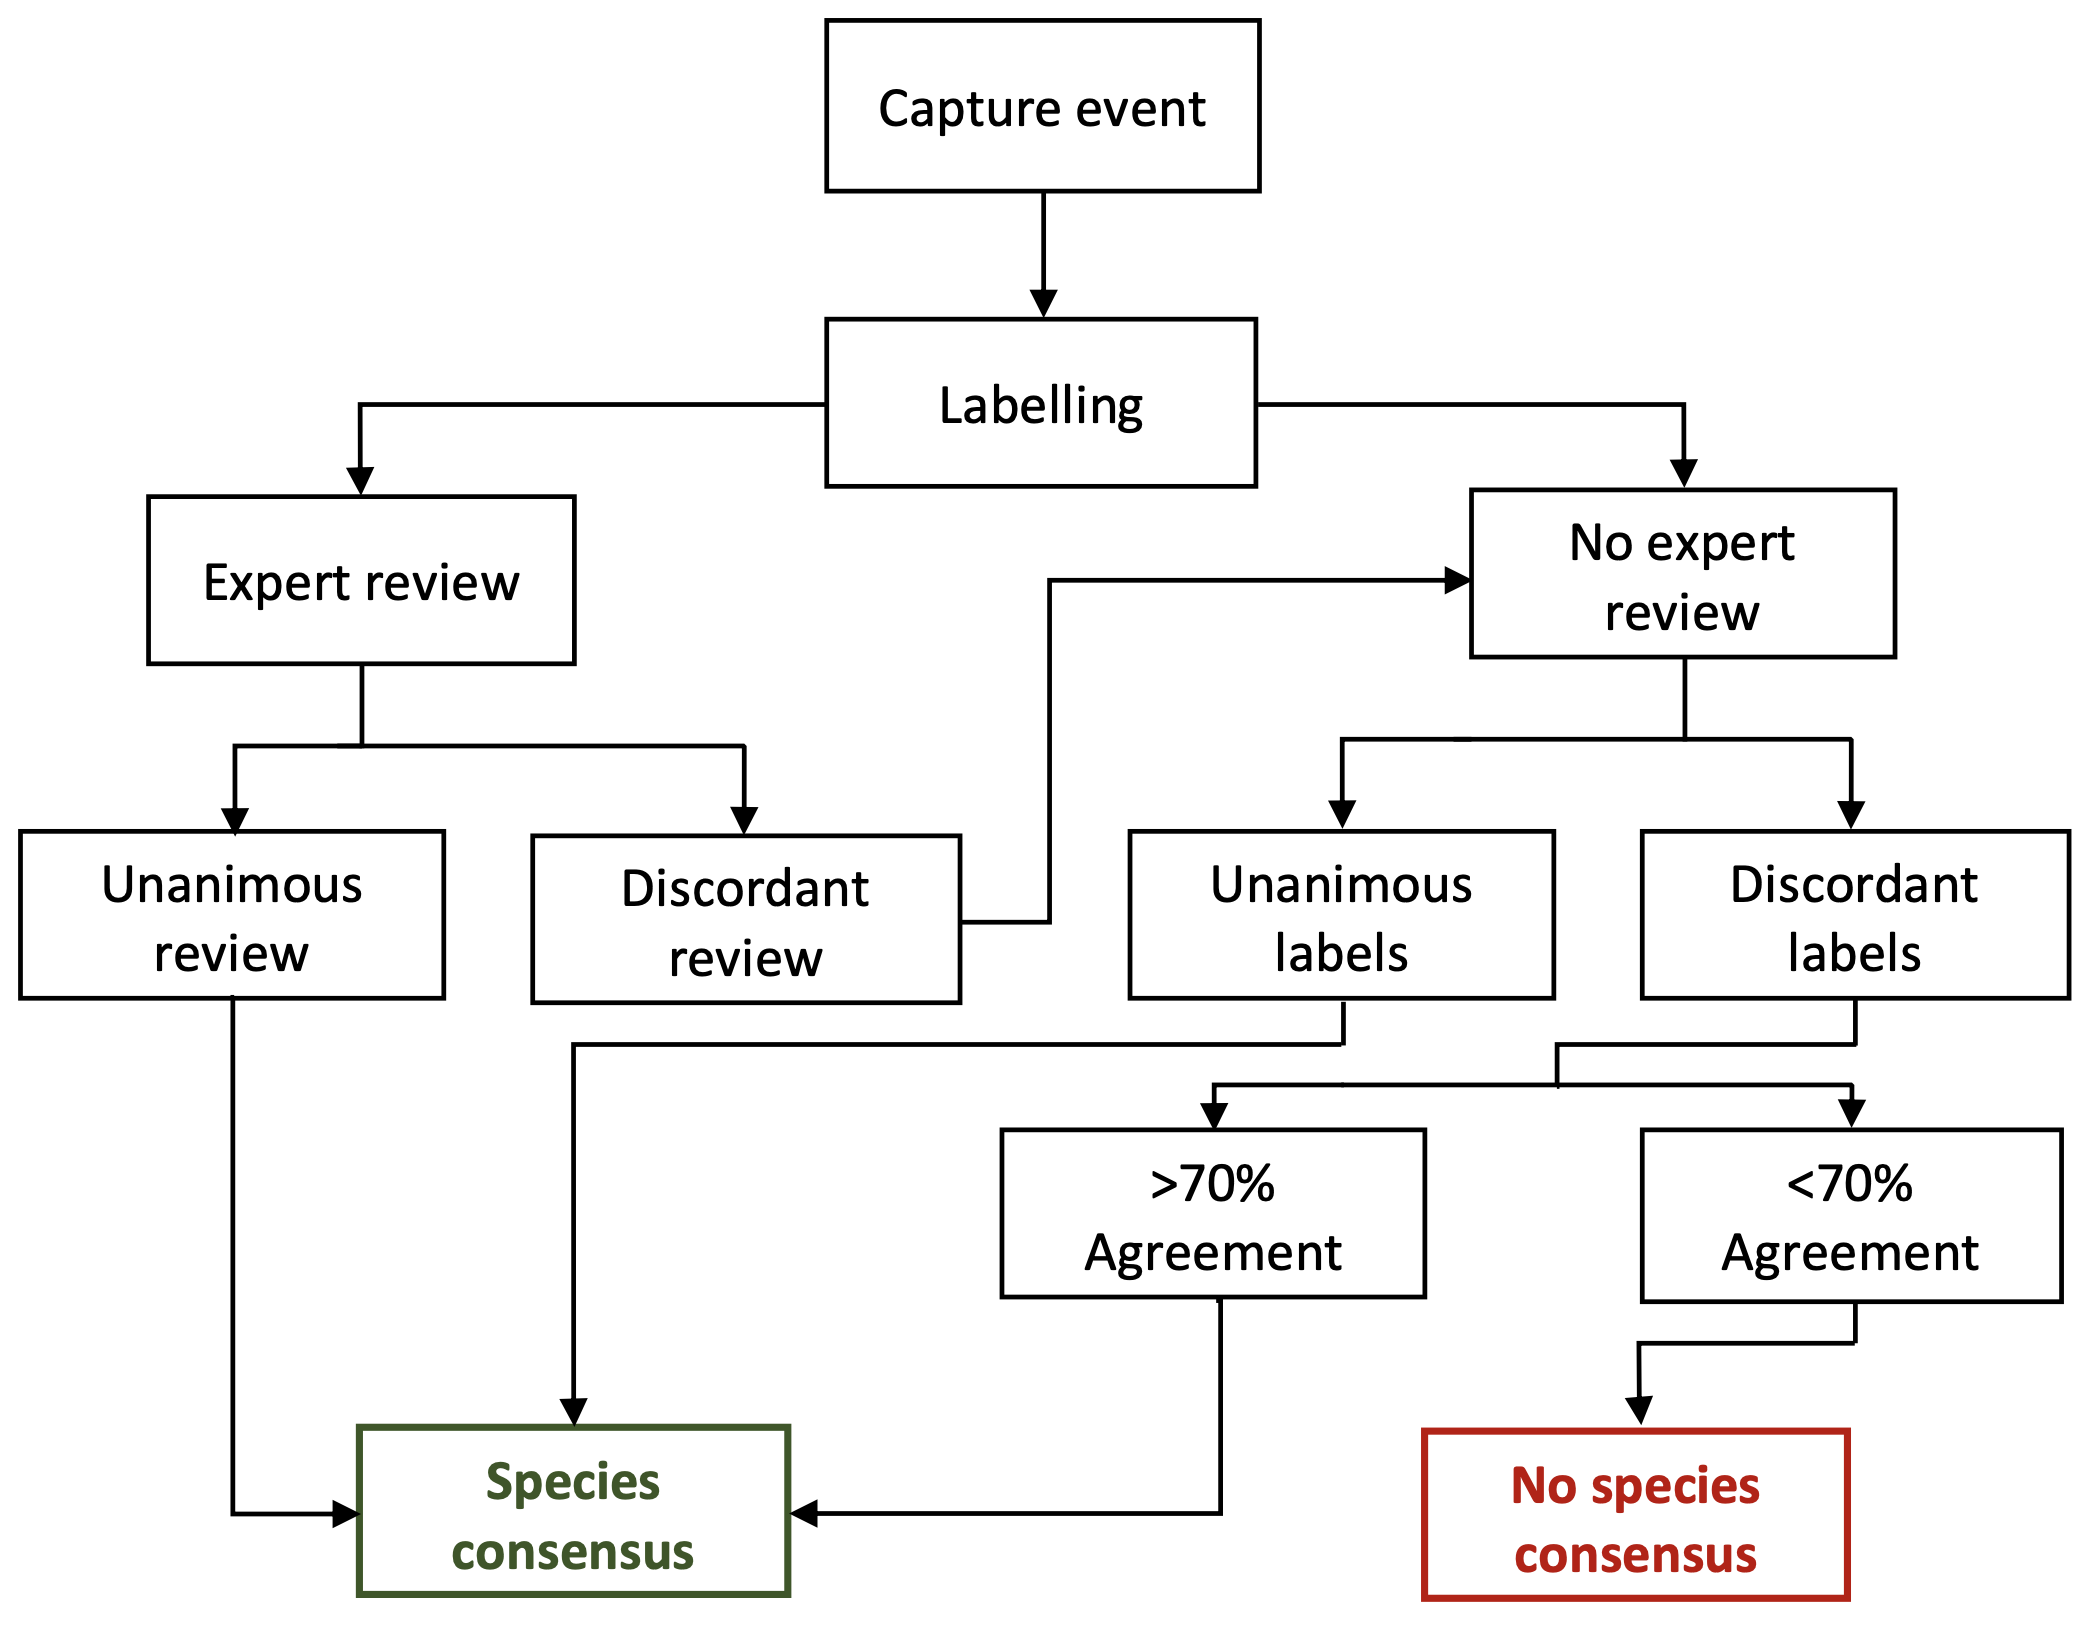 Capture event
Labelling
Expert review
No expert
review
Unanimous
review
Discordant
review
Unanimous
labels
Discordant
labels
>70%
Agreement
<70%
Agreement
Species
consensus
No species
consensus